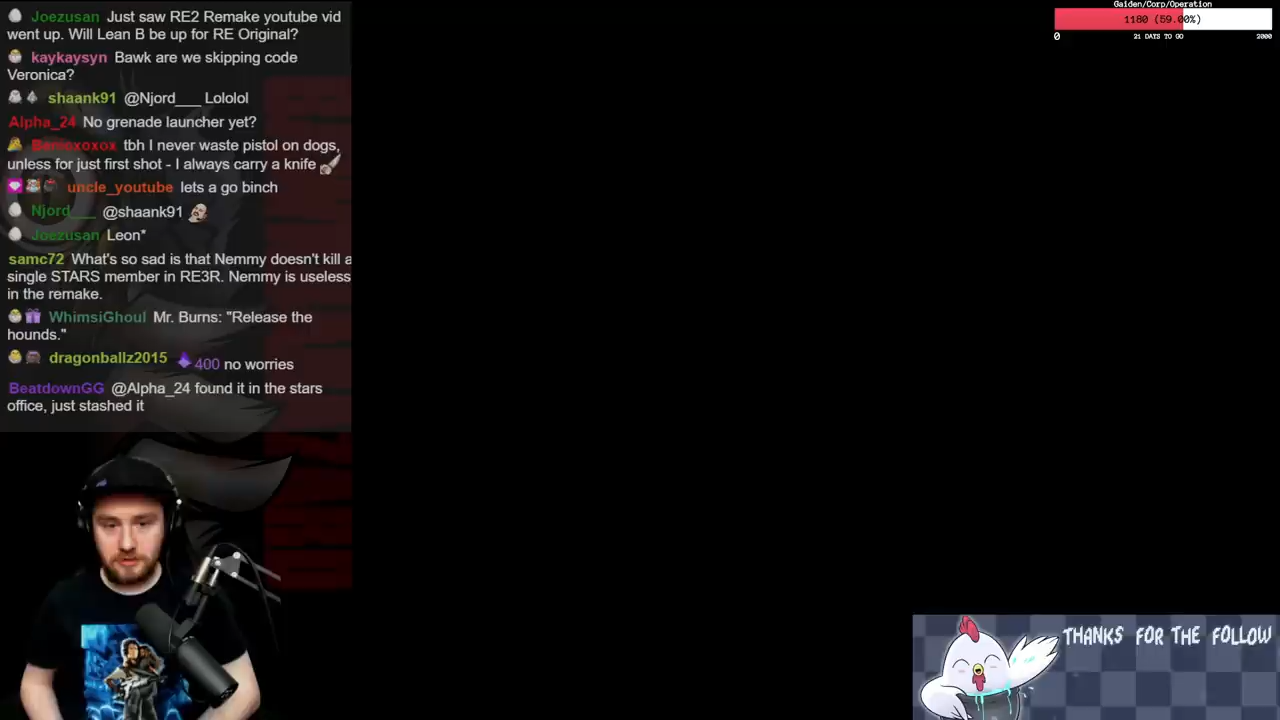 Joezusan Just saw RE2 Remake youtube vid
went up. Will Lean B be up for RE Original?
kaykaysyn Bawk are we skipping code
Veronica?
shaank91 @Njord___ Lololol
Alpha_24 No grenade launcher yet?
tbh I never waste pistol on dogs,
unless for just first shot - I always carry a knife
uncle_youtube lets a go binch
Njord___ @shaank91
Joezusan Leon*
samc72 What's so sad is that Nemmy doesn't kill a
single STARS member in RE3R. Nemmy is useless
in the remake.
WhimsiGhoul Mr. Burns: "Release the
hounds."
dragonballz2015 400 no worries
BeatdownGG @Alpha_24 found it in the stars
office, just stashed it
Gaiden/Corp/Operation
1180 (59.00%)
0 21 DAYS TO GO 2000
THANKS FOR THE FOLLOW